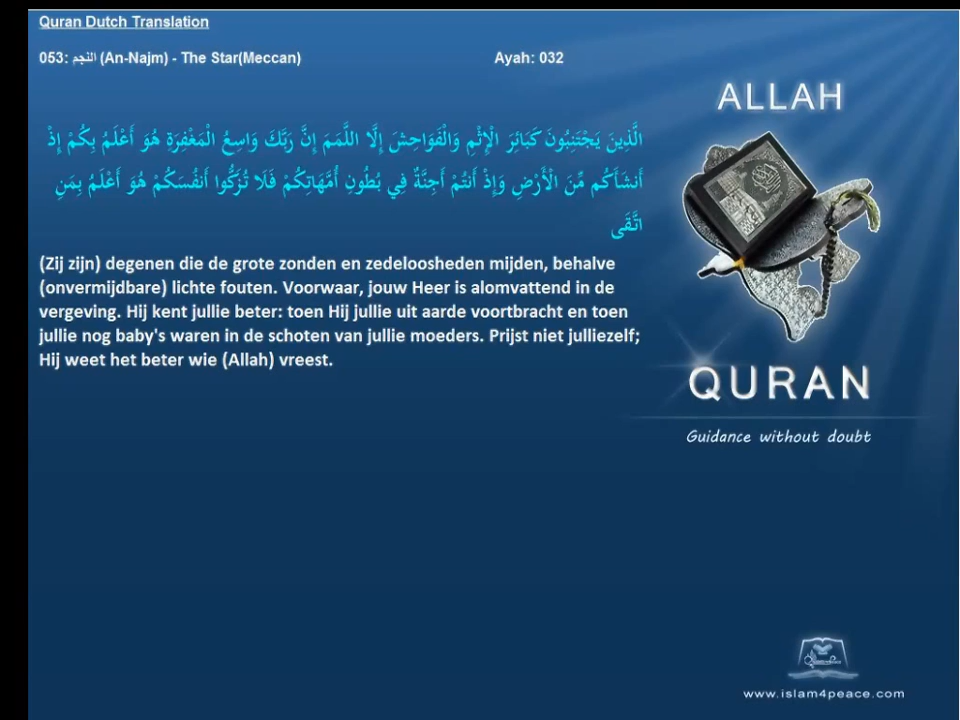 Quran Dutch Translation
053: النجم (An-Najm) - The Star(Meccan) Ayah: 032
الَّذِينَ يَجْتَنِبُونَ كَبَائِرَ الْإِثْمِ وَالْفَوَاحِشَ إِلَّا اللَّمَمَ إِنَّ رَبَّكَ وَاسِعُ الْمَغْفِرَةِ هُوَ أَعْلَمُ بِكُمْ إِذْ
أَنشَأَكُم مِّنَ الْأَرْضِ وَإِذْ أَنتُمْ أَجِنَّةٌ فِي بُطُونِ أُمَّهَاتِكُمْ فَلَا تُزَكُّوا أَنفُسَكُمْ هُوَ أَعْلَمُ بِمَنِ
اتَّقَى
(Zij zijn) degenen die de grote zonden en zedeloosheden mijden, behalve
(onvermijdbare) lichte fouten. Voorwaar, jouw Heer is alomvattend in de
vergeving. Hij kent jullie beter: toen Hij jullie uit aarde voortbracht en toen
jullie nog baby's waren in de schoten van jullie moeders. Prijst niet julliezelf;
Hij weet het beter wie (Allah) vreest.
ALLAH
QURAN
Guidance without doubt
www.islam4peace.com